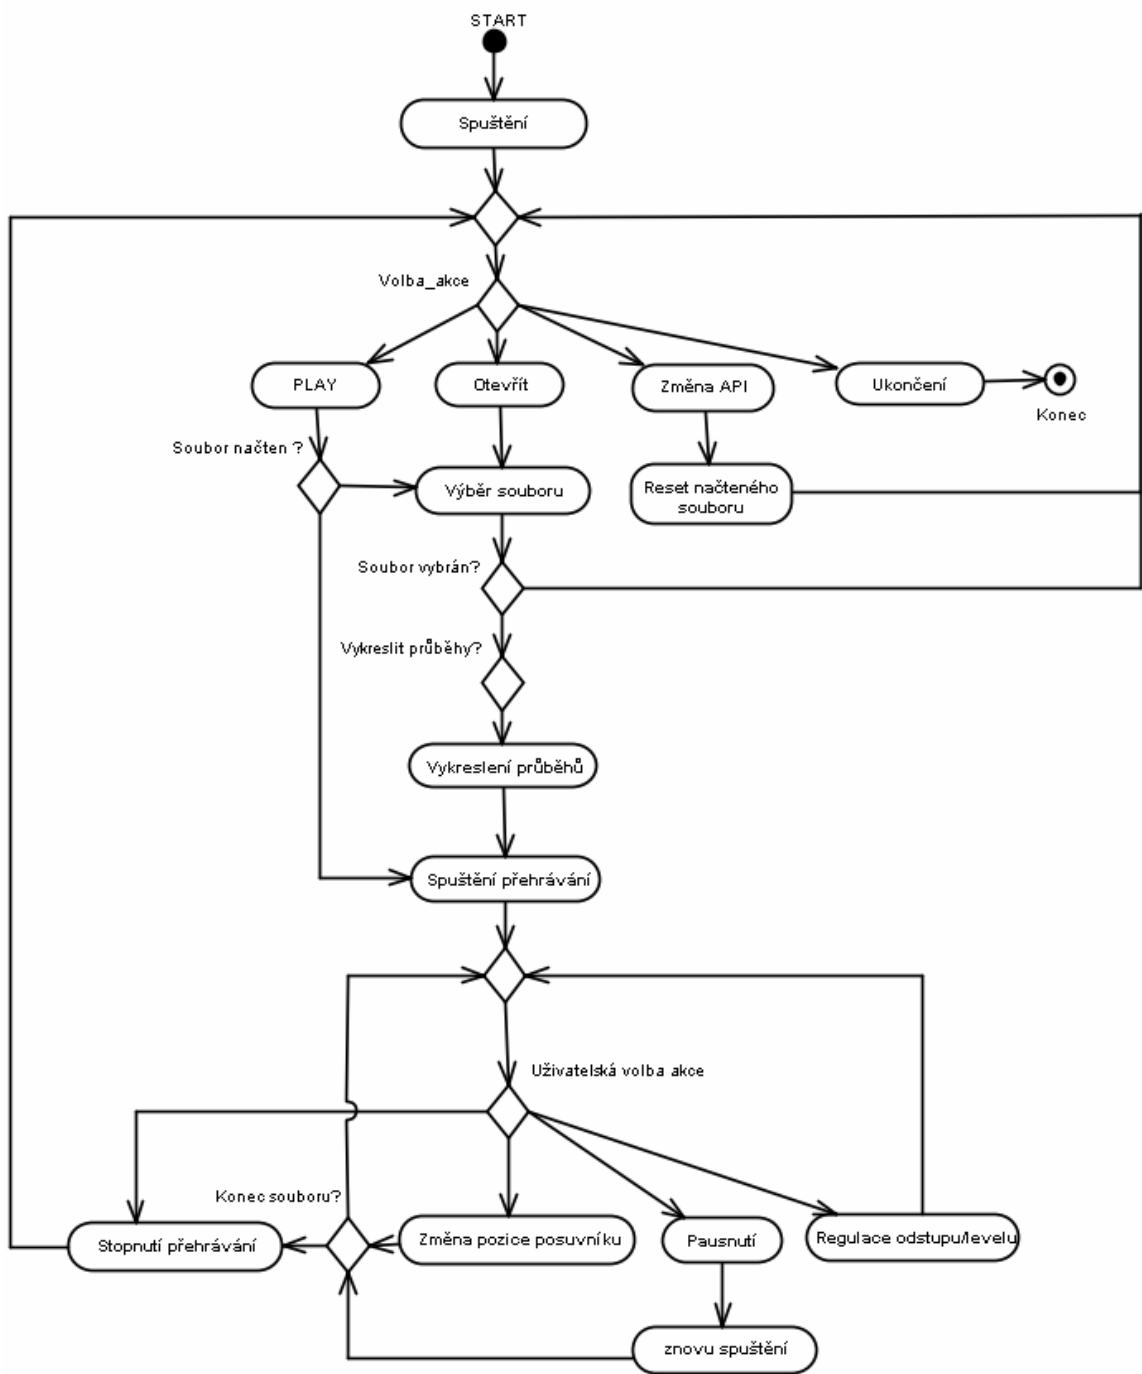 START
Spuštění
Volba_akce
PLAY
Otevřít
Změna API
Ukončení
Konec
Soubor načten ?
Výběr souboru
Reset načteného
souboru
Soubor vybrán?
Vykreslit průběhy?
Vykreslení průběhů
Spuštění přehrávání
Uživatelská volba akce
Konec souboru?
Stopnutí přehrávání
Změna pozice posuvníku
Pausnutí
Regulace odstupu/levelu
znovu spuštění